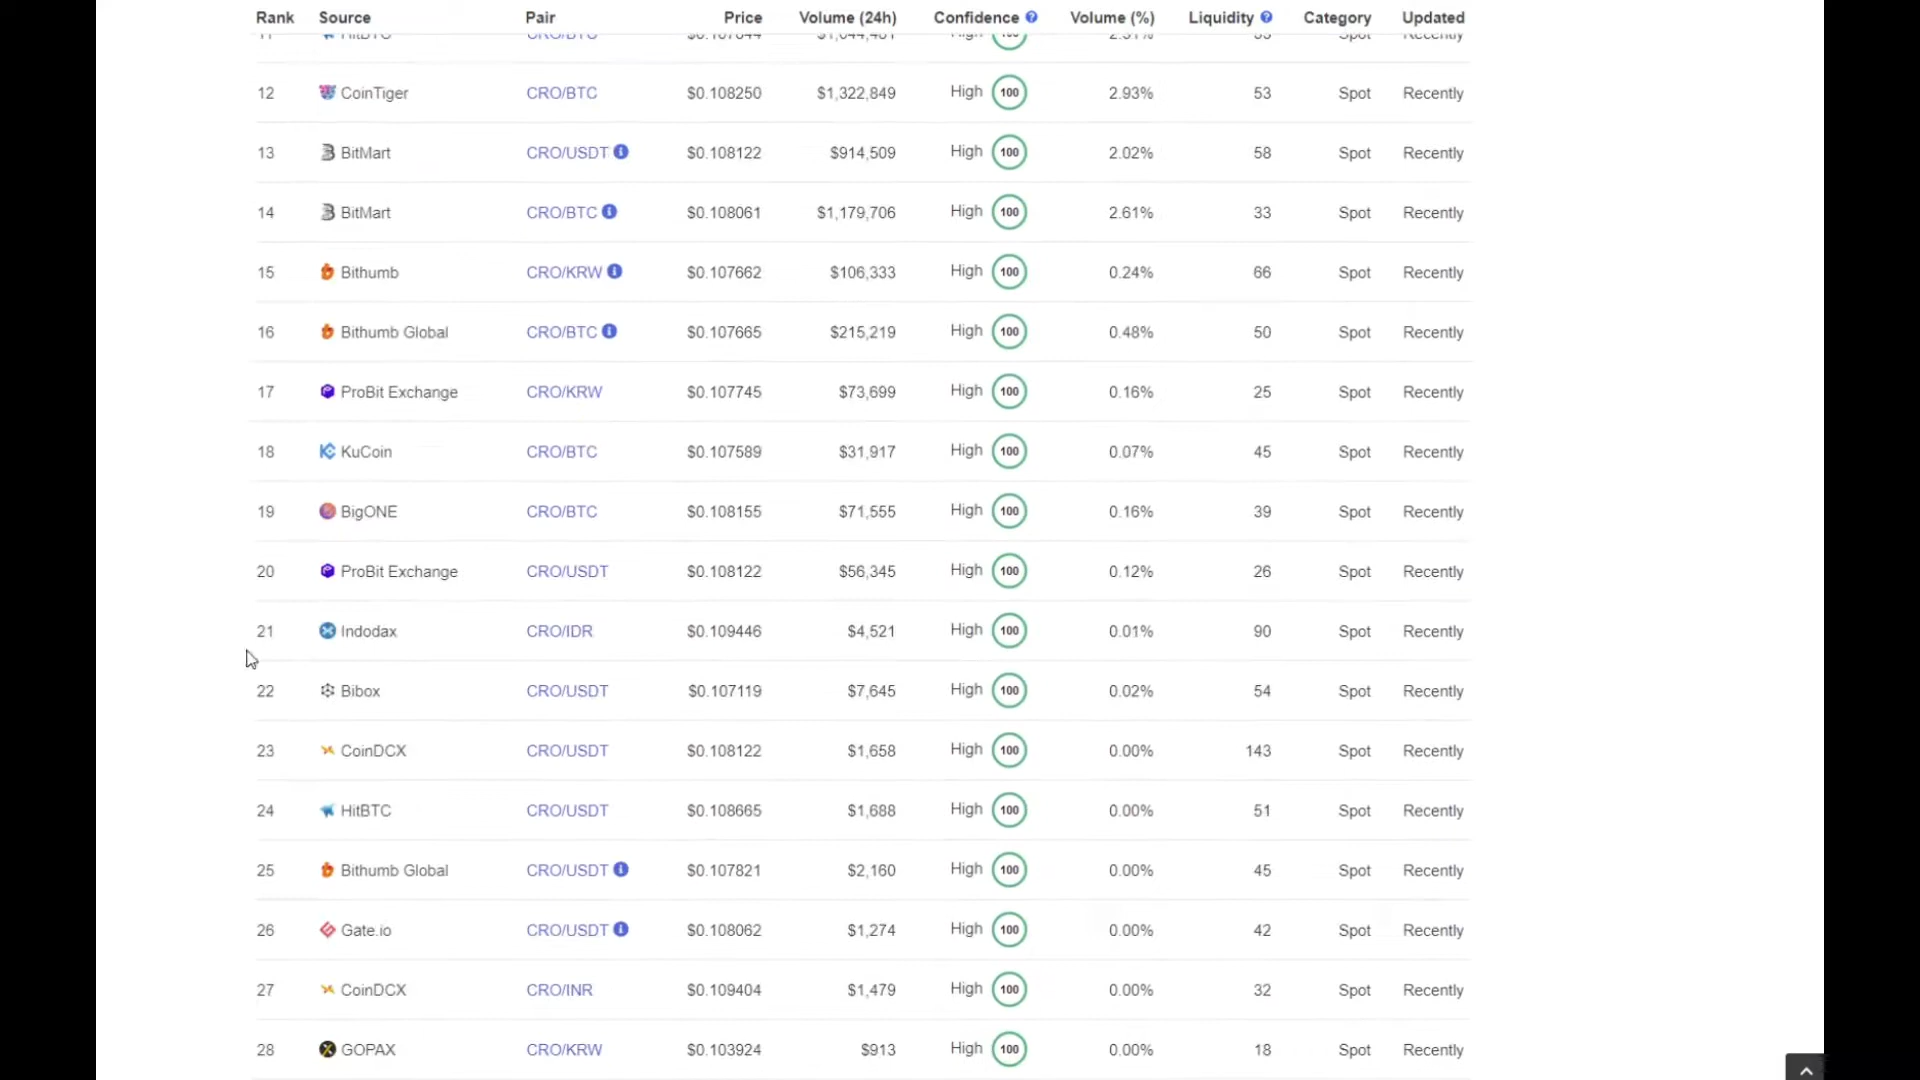 Rank Source Pair Price Volume (24h) Confidence Volume (%) Liquidity Category Updated
11 HitBTC CRO/BTC $0.107844 High 100 2.31% Spot Recently
12 CoinTiger CRO/BTC $0.108250 $1,322,849 High 100 2.93% 53 Spot Recently
13 BitMart CRO/USDT $0.108122 $914,509 High 100 2.02% 58 Spot Recently
14 BitMart CRO/BTC $0.108061 $1,179,706 High 100 2.61% 33 Spot Recently
15 Bithumb CRO/KRW $0.107662 $106,333 High 100 0.24% 66 Spot Recently
16 Bithumb Global CRO/BTC $0.107665 $215,219 High 100 0.48% 50 Spot Recently
17 ProBit Exchange CRO/KRW $0.107745 $73,699 High 100 0.16% 25 Spot Recently
18 KuCoin CRO/BTC $0.107589 $31,917 High 100 0.07% 45 Spot Recently
19 BigONE CRO/BTC $0.108155 $71,555 High 100 0.16% 39 Spot Recently
20 ProBit Exchange CRO/USDT $0.108122 $56,345 High 100 0.12% 26 Spot Recently
21 Indodax CRO/IDR $0.109446 $4,521 High 100 0.01% 90 Spot Recently
22 Bibox CRO/USDT $0.107119 $7,645 High 100 0.02% 54 Spot Recently
23 CoinDCX CRO/USDT $0.108122 $1,658 High 100 0.00% 143 Spot Recently
24 HitBTC CRO/USDT $0.108665 $1,688 High 100 0.00% 51 Spot Recently
25 Bithumb Global CRO/USDT $0.107821 $2,160 High 100 0.00% 45 Spot Recently
26 Gate.io CRO/USDT $0.108062 $1,274 High 100 0.00% 42 Spot Recently
27 CoinDCX CRO/INR $0.109404 $1,479 High 100 0.00% 32 Spot Recently
28 GOPAX CRO/KRW $0.103924 $913 High 100 0.00% 18 Spot Recently